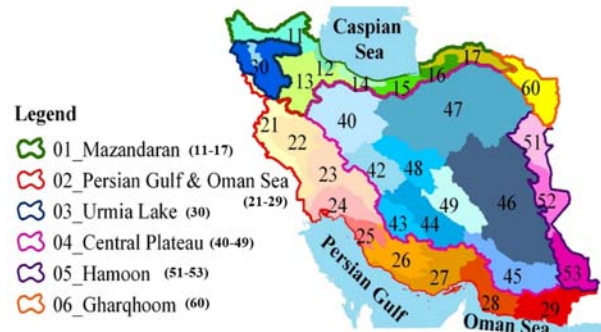 Caspian
Sea
11
12
13
14
15
16
17
30
60
47
40
51
21
22
42
48
23
46
52
49
24
43
44
25
26
27
45
53
28
29
Persian Gulf
Oman Sea
Legend
01_Mazandaran (11-17)
02_Persian Gulf & Oman Sea
(21-29)
03_Urmia Lake (30)
04_Central Plateau (40-49)
05_Hamoon (51-53)
06_Gharqhoom (60)